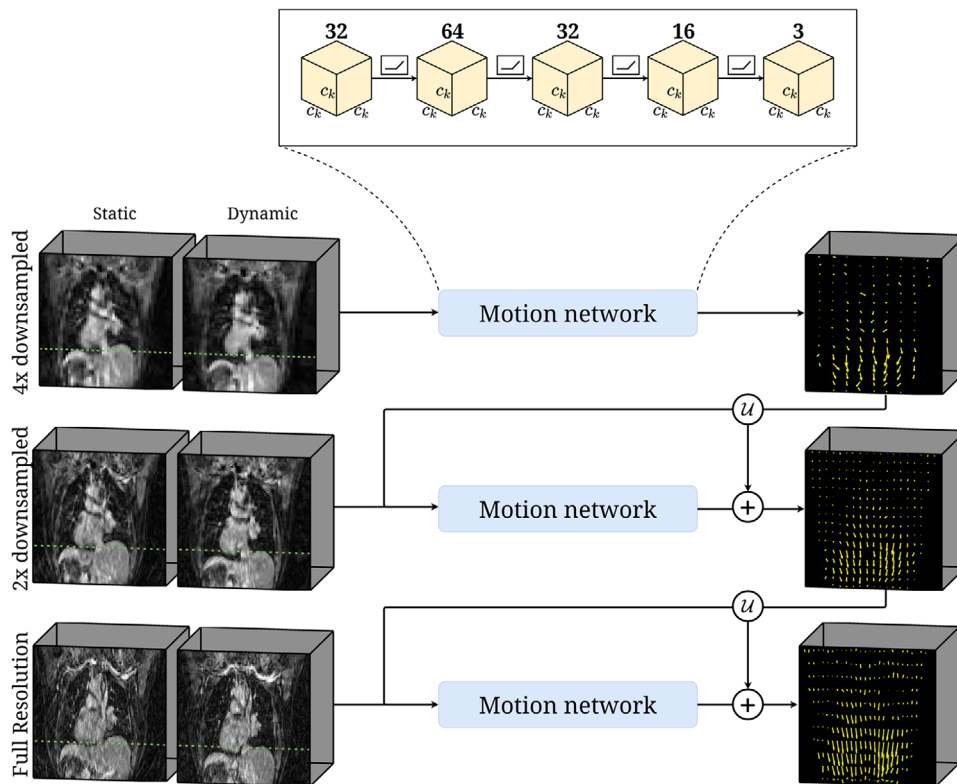 32 64 32 16 3
c_k c_k c_k c_k c_k
c_k c_k c_k c_k c_k c_k c_k c_k c_k c_k
Static Dynamic
4x downsampled
Motion network
u
2x downsampled
Motion network
+
u
Full Resolution
Motion network
+